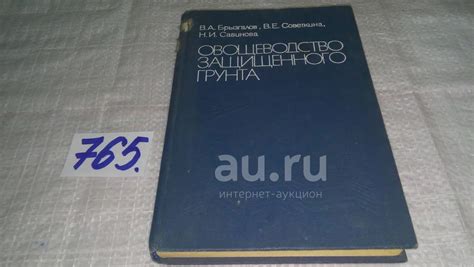 В.А. Брызгалов, В.Е. Советкина,
Н.И. Савинова
ОВОЩЕВОДСТВО
ЗАЩИЩЕННОГО
ГРУНТА
765.
au.ru
интернет-аукцион